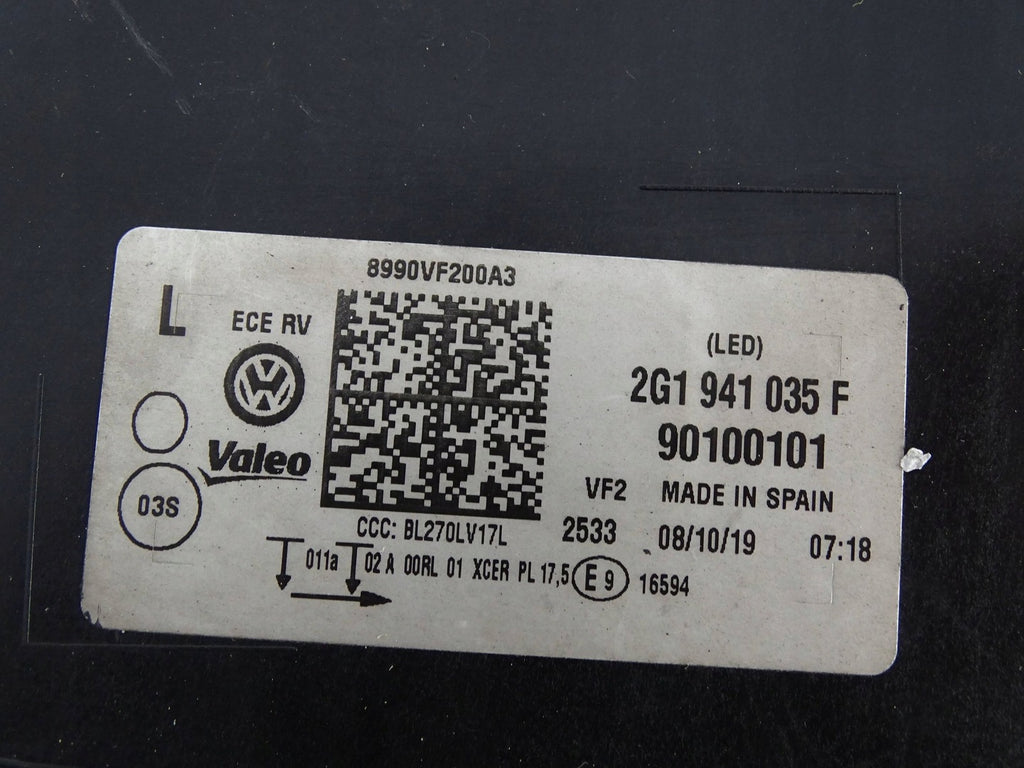 8990VF200A3
L
ECE RV
Valeo
03S
CCC: BL270LV17L
011a 02 A 00RL 01 XCER PL 17,5 E 9 16594
(LED)
2G1 941 035 F
90100101
VF2 MADE IN SPAIN
2533 08/10/19 07:18